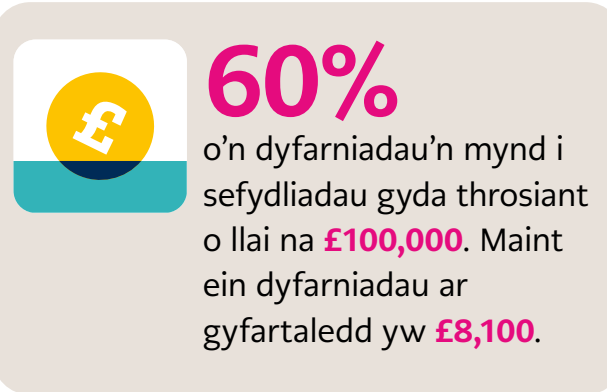 £
60%
o'n dyfarniadau'n mynd i
sefydliadau gyda throsiant
o llai na £100,000. Maint
ein dyfarniadau ar
gyfartaledd yw £8,100.